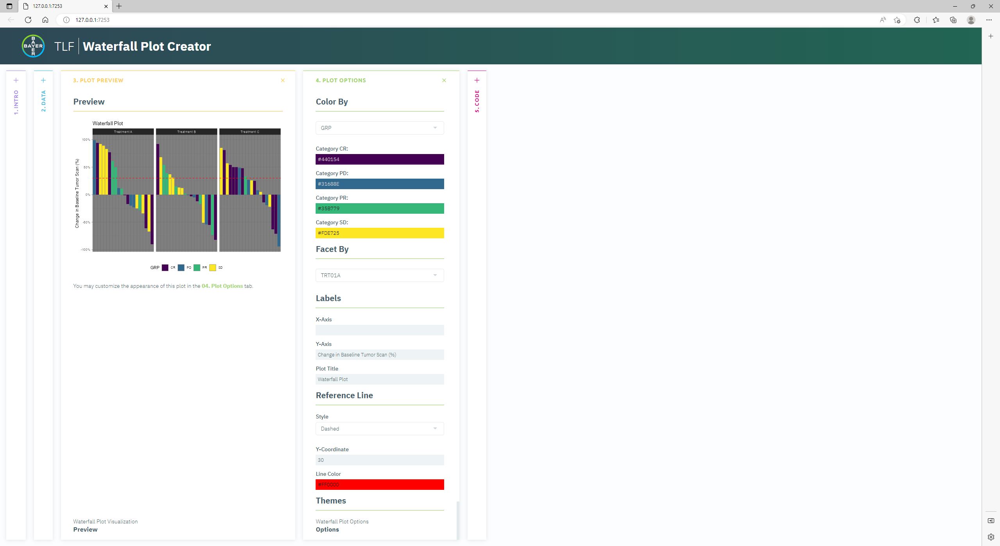 127.0.0.1:7253
127.0.0.1:7253
BAYER
BAYER
TLF | Waterfall Plot Creator
1. INTRO
2. DATA
3. PLOT PREVIEW
Preview
Waterfall Plot
Treatment A
Treatment B
Treatment C
100%
50%
0%
-50%
-100%
Change in Baseline Tumor Scan (%)
GRP CR PD PR SD
You may customize the appearance of this plot in the 04. Plot Options tab.
Waterfall Plot Visualization
Preview
4. PLOT OPTIONS
Color By
GRP
Category CR:
#440154
Category PD:
#31688E
Category PR:
#35B779
Category SD:
#FDE725
Facet By
TRT01A
Labels
X-Axis
Y-Axis
Change in Baseline Tumor Scan (%)
Plot Title
Waterfall Plot
Reference Line
Style
Dashed
Y-Coordinate
30
Line Color
#FF0000
Themes
Waterfall Plot Options
Options
5. CODE